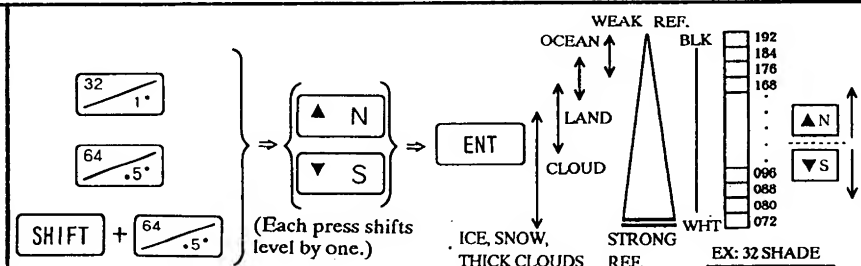 32
1°
64
.5°
SHIFT + 64
.5°
⇒
▲ N
▼ S
(Each press shifts
level by one.)
⇒
ENT
WEAK REF.
OCEAN
LAND
CLOUD
ICE, SNOW,
THICK CLOUDS
STRONG
REF
BLK
WHT
192
184
176
168
096
088
080
072
▲ N
▼ S
EX: 32 SHADE